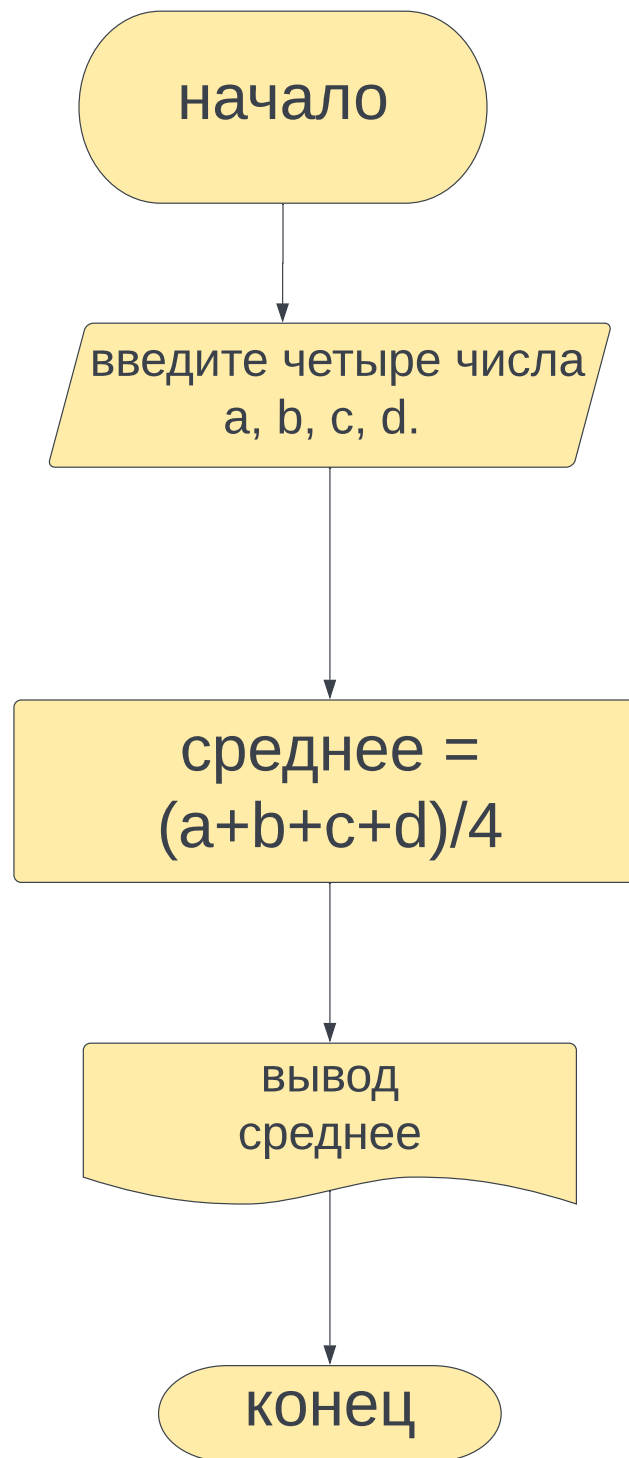 начало
введите четыре числа
a, b, c, d.
среднее =
(a+b+c+d)/4
вывод
среднее
конец